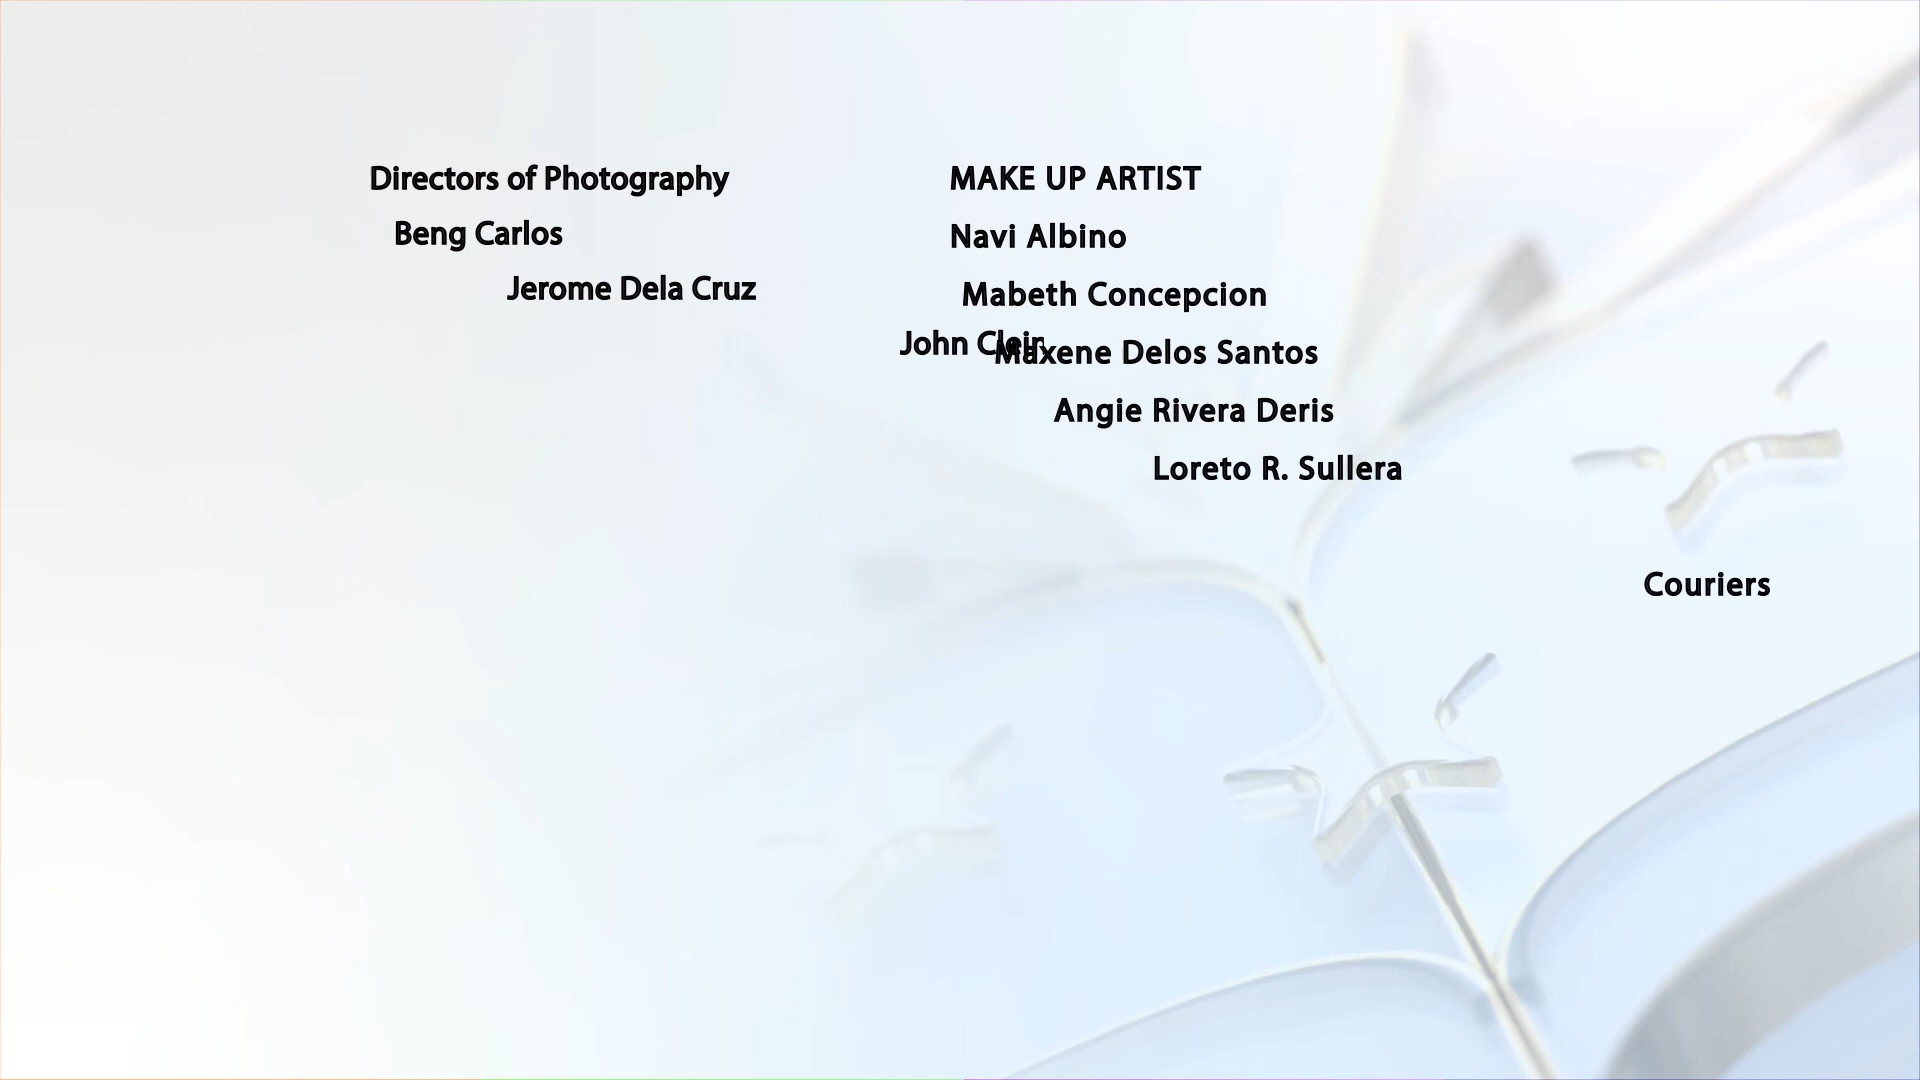 Directors of Photography
Beng Carlos
Jerome Dela Cruz
John
MAKE UP ARTIST
Navi Albino
Mabeth Concepcion
Maxene Delos Santos
Angie Rivera Deris
Loreto R. Sullera
Couriers